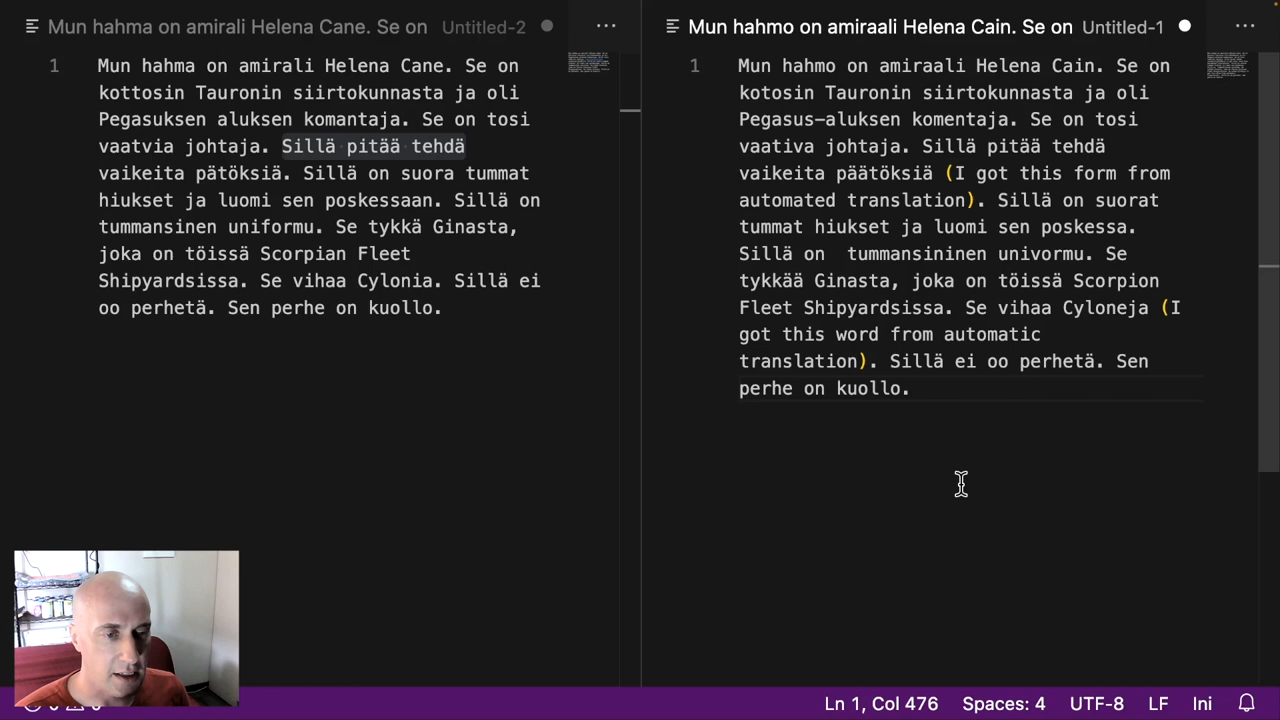 Mun hahma on amirali Helena Cane. Se on Untitled-2
Mun hahmo on amiraali Helena Cain. Se on Untitled-1
1
Mun hahma on amirali Helena Cane. Se on
kottosin Tauronin siirtokunnasta ja oli
Pegasuksen aluksen komantaja. Se on tosi
vaatvia johtaja. Sillä pitää tehdä
vaikeita pätöksiä. Sillä on suora tummat
hiukset ja luomi sen poskessaan. Sillä on
tummansinen uniformu. Se tykkä Ginasta,
joka on töissä Scorpian Fleet
Shipyardsissa. Se vihaa Cylonia. Sillä ei
oo perhetä. Sen perhe on kuollo.
1
Mun hahmo on amiraali Helena Cain. Se on
kotosin Tauronin siirtokunnasta ja oli
Pegasus-aluksen komentaja. Se on tosi
vaativa johtaja. Sillä pitää tehdä
vaikeita päätöksiä (I got this form from
automated translation). Sillä on suorat
tummat hiukset ja luomi sen poskessa.
Sillä on  tummansininen univormu. Se
tykkää Ginasta, joka on töissä Scorpion
Fleet Shipyardsissa. Se vihaa Cyloneja (I
got this word from automatic
translation). Sillä ei oo perhetä. Sen
perhe on kuollo.
Ln 1, Col 476 Spaces: 4 UTF-8 LF Ini